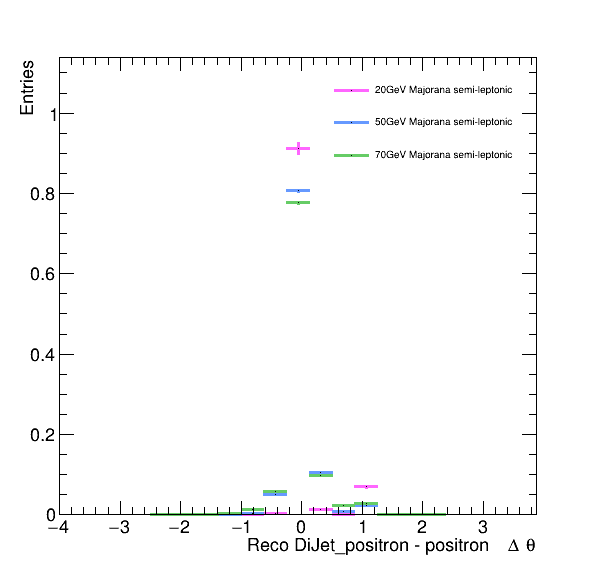 Entries
20GeV Majorana semi-leptonic
50GeV Majorana semi-leptonic
70GeV Majorana semi-leptonic
1
0.8
0.6
0.4
0.2
0
−4 −3 −2 −1 0 1 2 3
Reco DiJet_positron - positron Δ θ